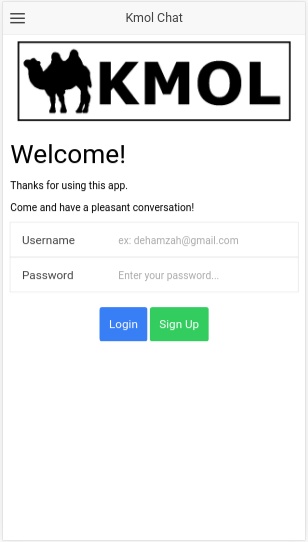 Kmol Chat
KMOL
Welcome!
Thanks for using this app.
Come and have a pleasant conversation!
Username ex: dehamzah@gmail.com
Password Enter your password...
Login Sign Up